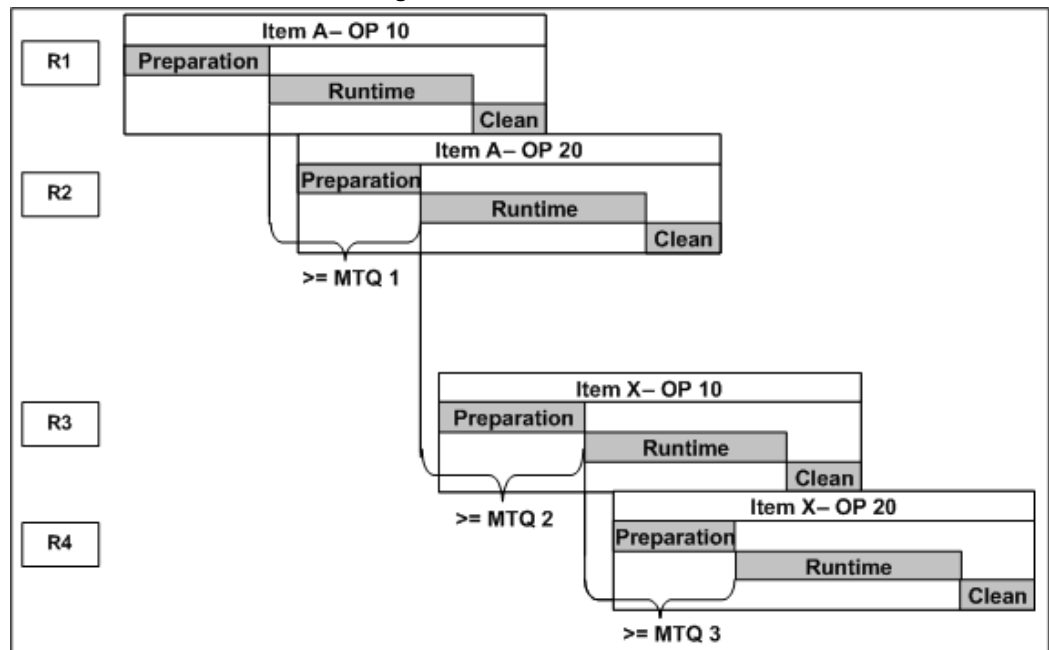 Item A– OP 10
R1
Preparation
Runtime
Clean
Item A– OP 20
R2
Preparation
Runtime
Clean
>= MTQ 1
Item X– OP 10
R3
Preparation
Runtime
Clean
>= MTQ 2
Item X– OP 20
R4
Preparation
Runtime
Clean
>= MTQ 3